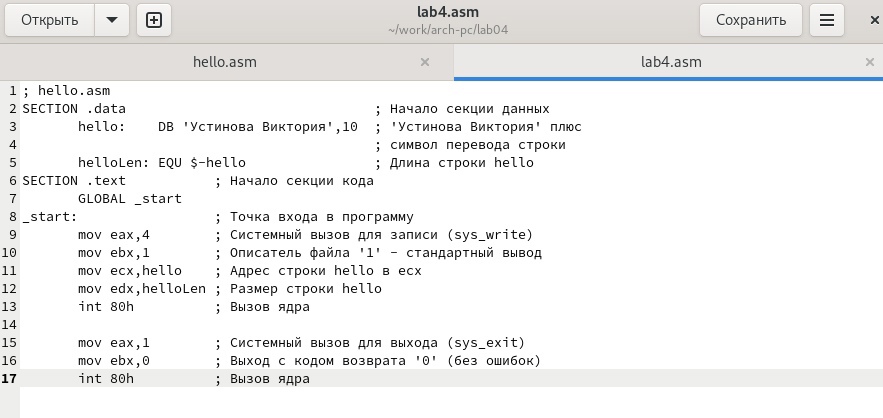 Открыть
lab4.asm
~/work/arch-pc/lab04
Сохранить
hello.asm
lab4.asm
1 ; hello.asm
2 SECTION .data                               ; Начало секции данных
3        hello:    DB 'Устинова Виктория',10  ; 'Устинова Виктория' плюс
4                                             ; символ перевода строки
5        helloLen: EQU $-hello                ; Длина строки hello
6 SECTION .text           ; Начало секции кода
7        GLOBAL _start
8 _start:                 ; Точка входа в программу
9        mov eax,4        ; Системный вызов для записи (sys_write)
10        mov ebx,1        ; Описатель файла '1' - стандартный вывод
11        mov ecx,hello    ; Адрес строки hello в ecx
12        mov edx,helloLen ; Размер строки hello
13        int 80h          ; Вызов ядра
14
15        mov eax,1        ; Системный вызов для выхода (sys_exit)
16        mov ebx,0        ; Выход с кодом возврата '0' (без ошибок)
17        int 80h          ; Вызов ядра